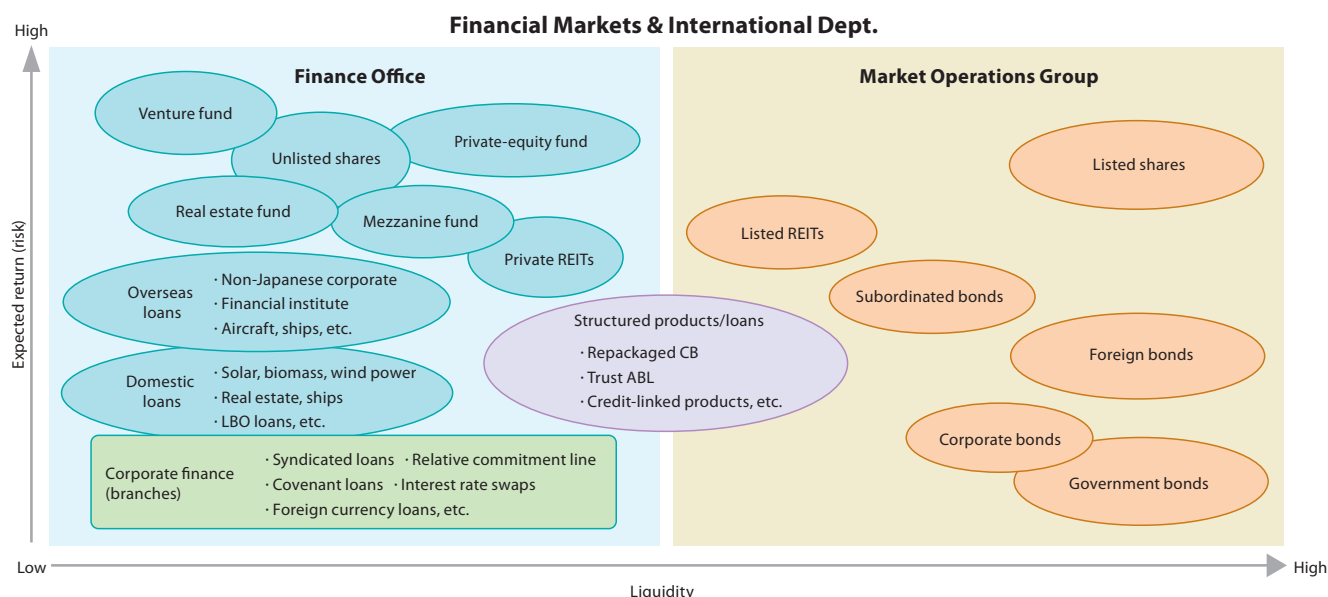 Financial Markets & International Dept.
High
Expected return (risk)
Finance Office
Venture fund
Unlisted shares
Private-equity fund
Real estate fund
Mezzanine fund
Private REITs
Overseas
loans
· Non-Japanese corporate
· Financial institute
· Aircraft, ships, etc.
Domestic
loans
· Solar, biomass, wind power
· Real estate, ships
· LBO loans, etc.
Corporate finance
(branches)
· Syndicated loans · Relative commitment line
· Covenant loans · Interest rate swaps
· Foreign currency loans, etc.
Structured products/loans
· Repackaged CB
· Trust ABL
· Credit-linked products, etc.
Market Operations Group
Listed shares
Listed REITs
Subordinated bonds
Foreign bonds
Corporate bonds
Government bonds
Low
High
Liquidity